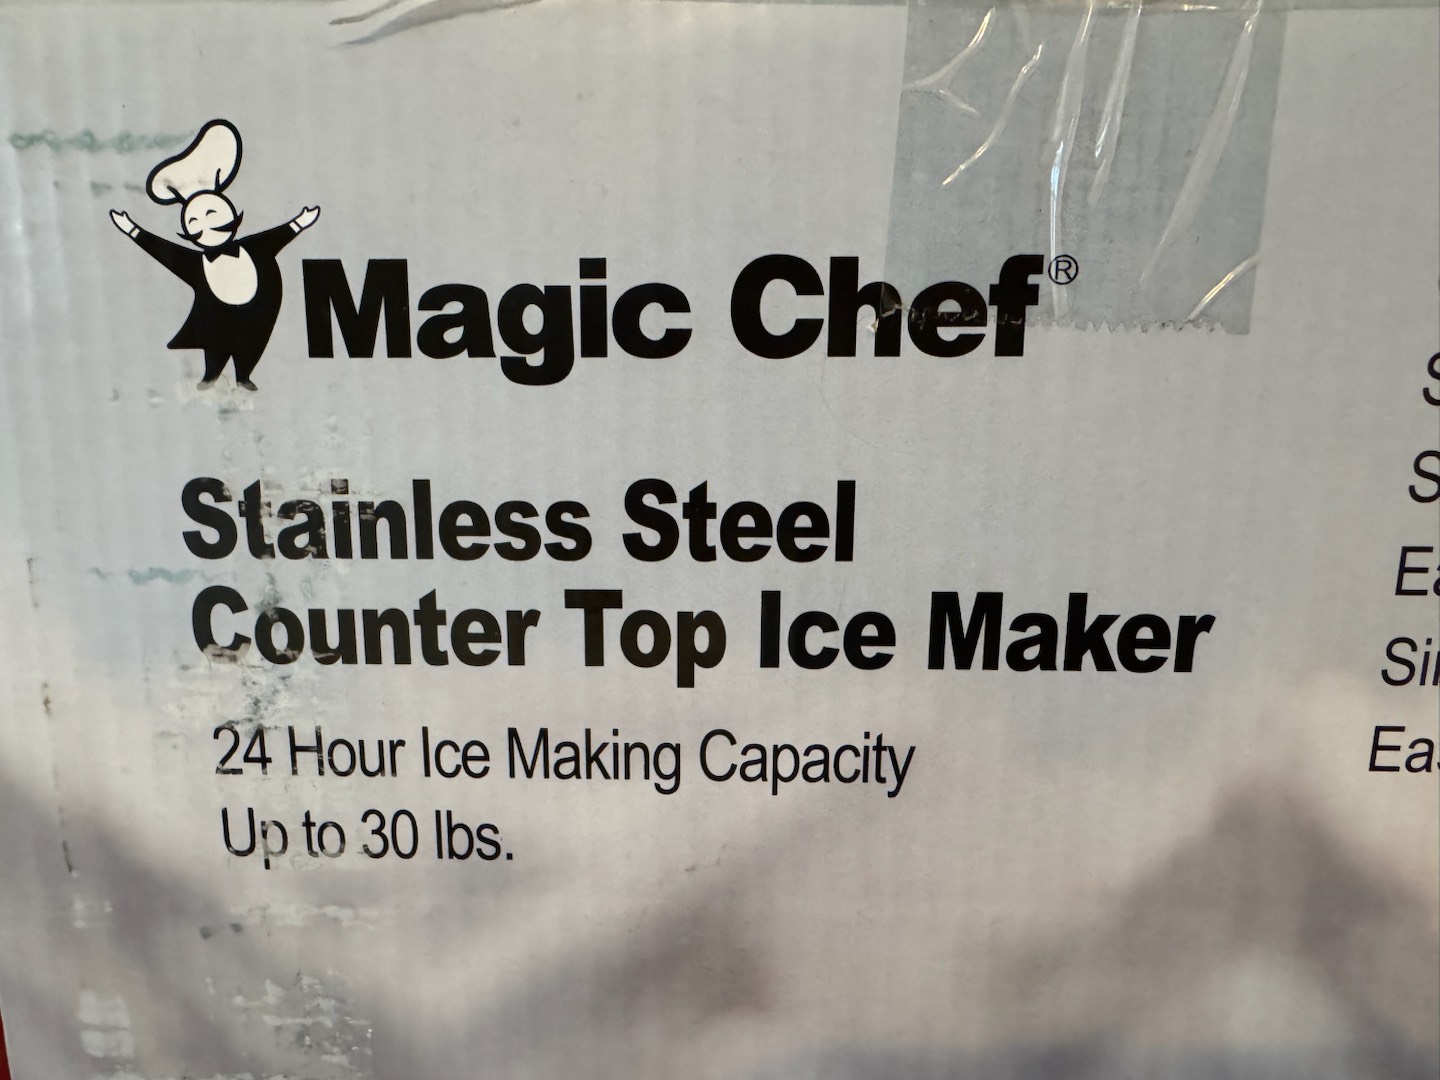 Magic Chef®
Stainless Steel
Counter Top Ice Maker
24 Hour Ice Making Capacity
Up to 30 lbs.